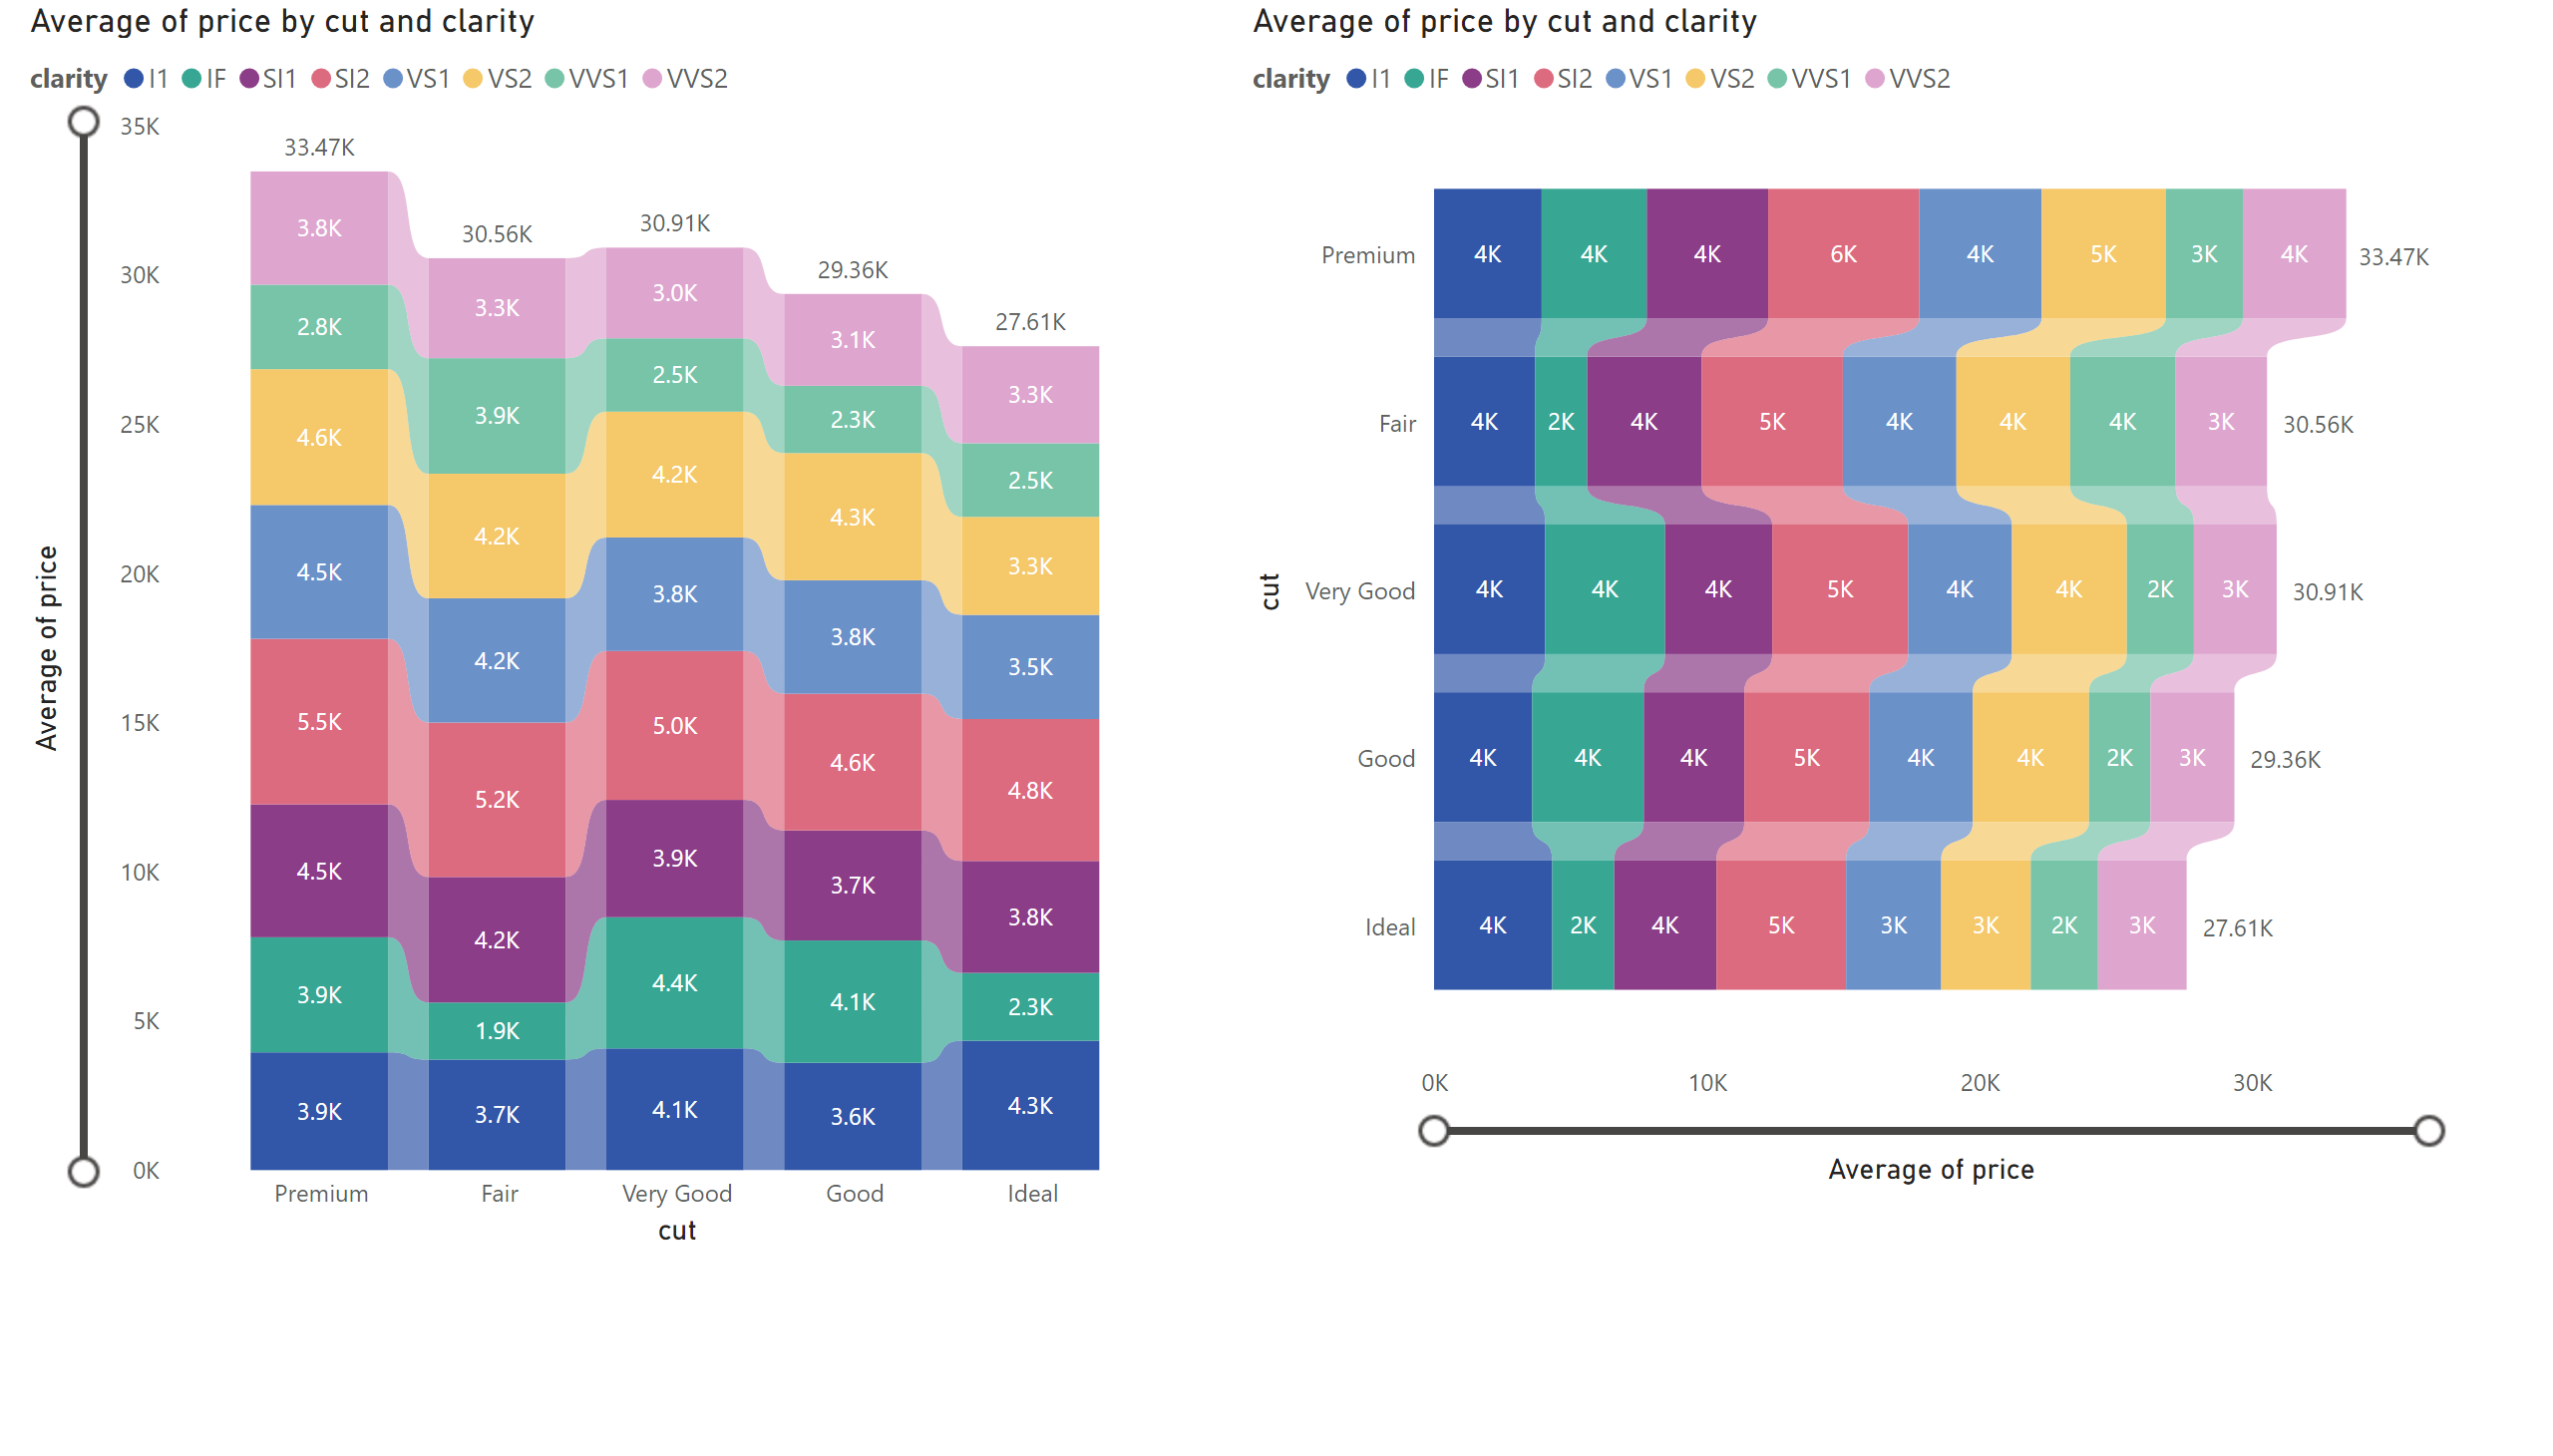 Average of price by cut and clarity
clarity I1 IF SI1 SI2 VS1 VS2 VVS1 VVS2
35K
30K
25K
20K
15K
10K
5K
0K
Average of price
33.47K
3.8K
2.8K
4.6K
4.5K
5.5K
4.5K
3.9K
3.9K
30.56K
3.3K
3.9K
4.2K
4.2K
5.2K
4.2K
1.9K
3.7K
30.91K
3.0K
2.5K
4.2K
3.8K
5.0K
3.9K
4.4K
4.1K
29.36K
3.1K
2.3K
4.3K
3.8K
4.6K
3.7K
4.1K
3.6K
27.61K
3.3K
2.5K
3.3K
3.5K
4.8K
3.8K
2.3K
4.3K
Premium Fair Very Good Good Ideal
cut
Average of price by cut and clarity
clarity I1 IF SI1 SI2 VS1 VS2 VVS1 VVS2
cut
Premium 4K 4K 4K 6K 4K 5K 3K 4K 33.47K
Fair 4K 2K 4K 5K 4K 4K 4K 3K 30.56K
Very Good 4K 4K 4K 5K 4K 4K 2K 3K 30.91K
Good 4K 4K 4K 5K 4K 4K 2K 3K 29.36K
Ideal 4K 2K 4K 5K 3K 3K 2K 3K 27.61K
0K 10K 20K 30K
Average of price